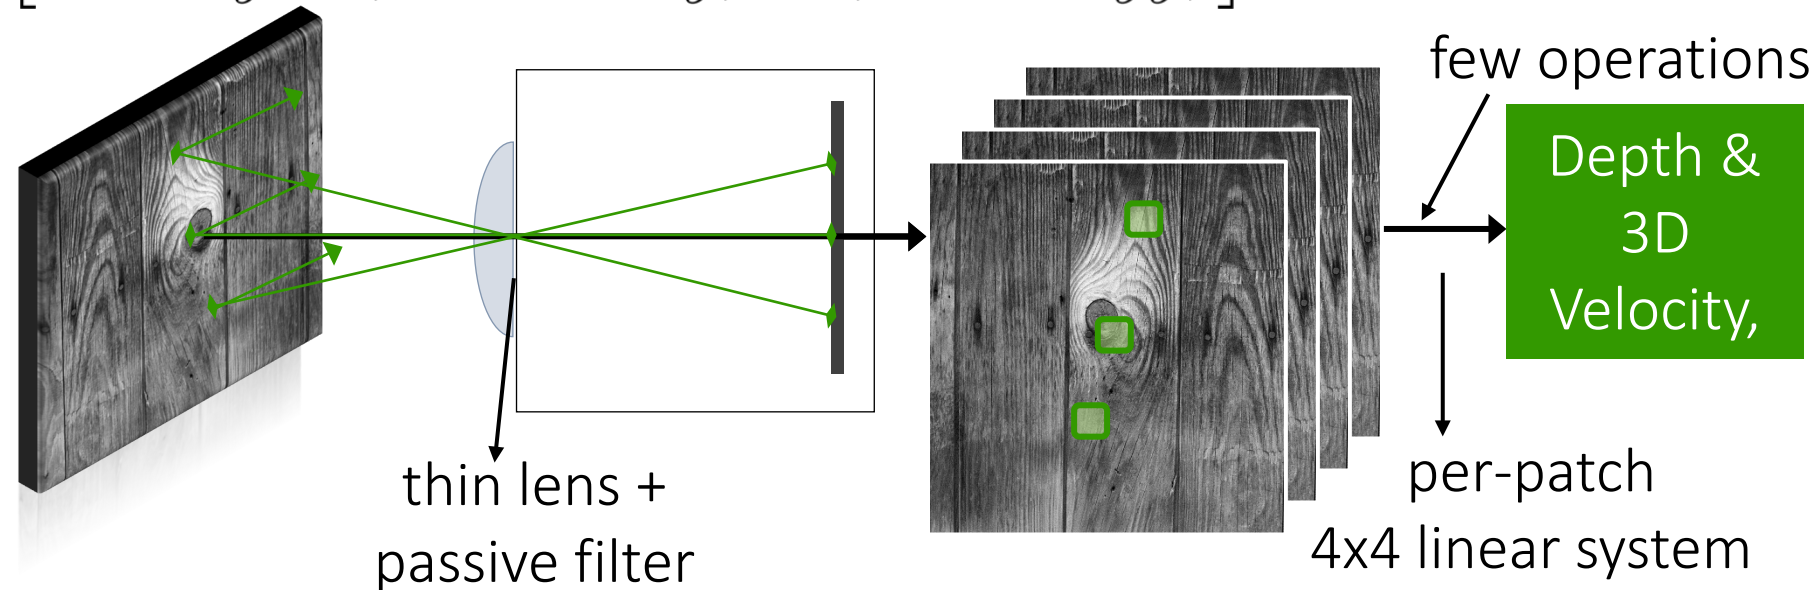 few operations
Depth &
3D
Velocity,
thin lens +
passive filter
per-patch
4x4 linear system